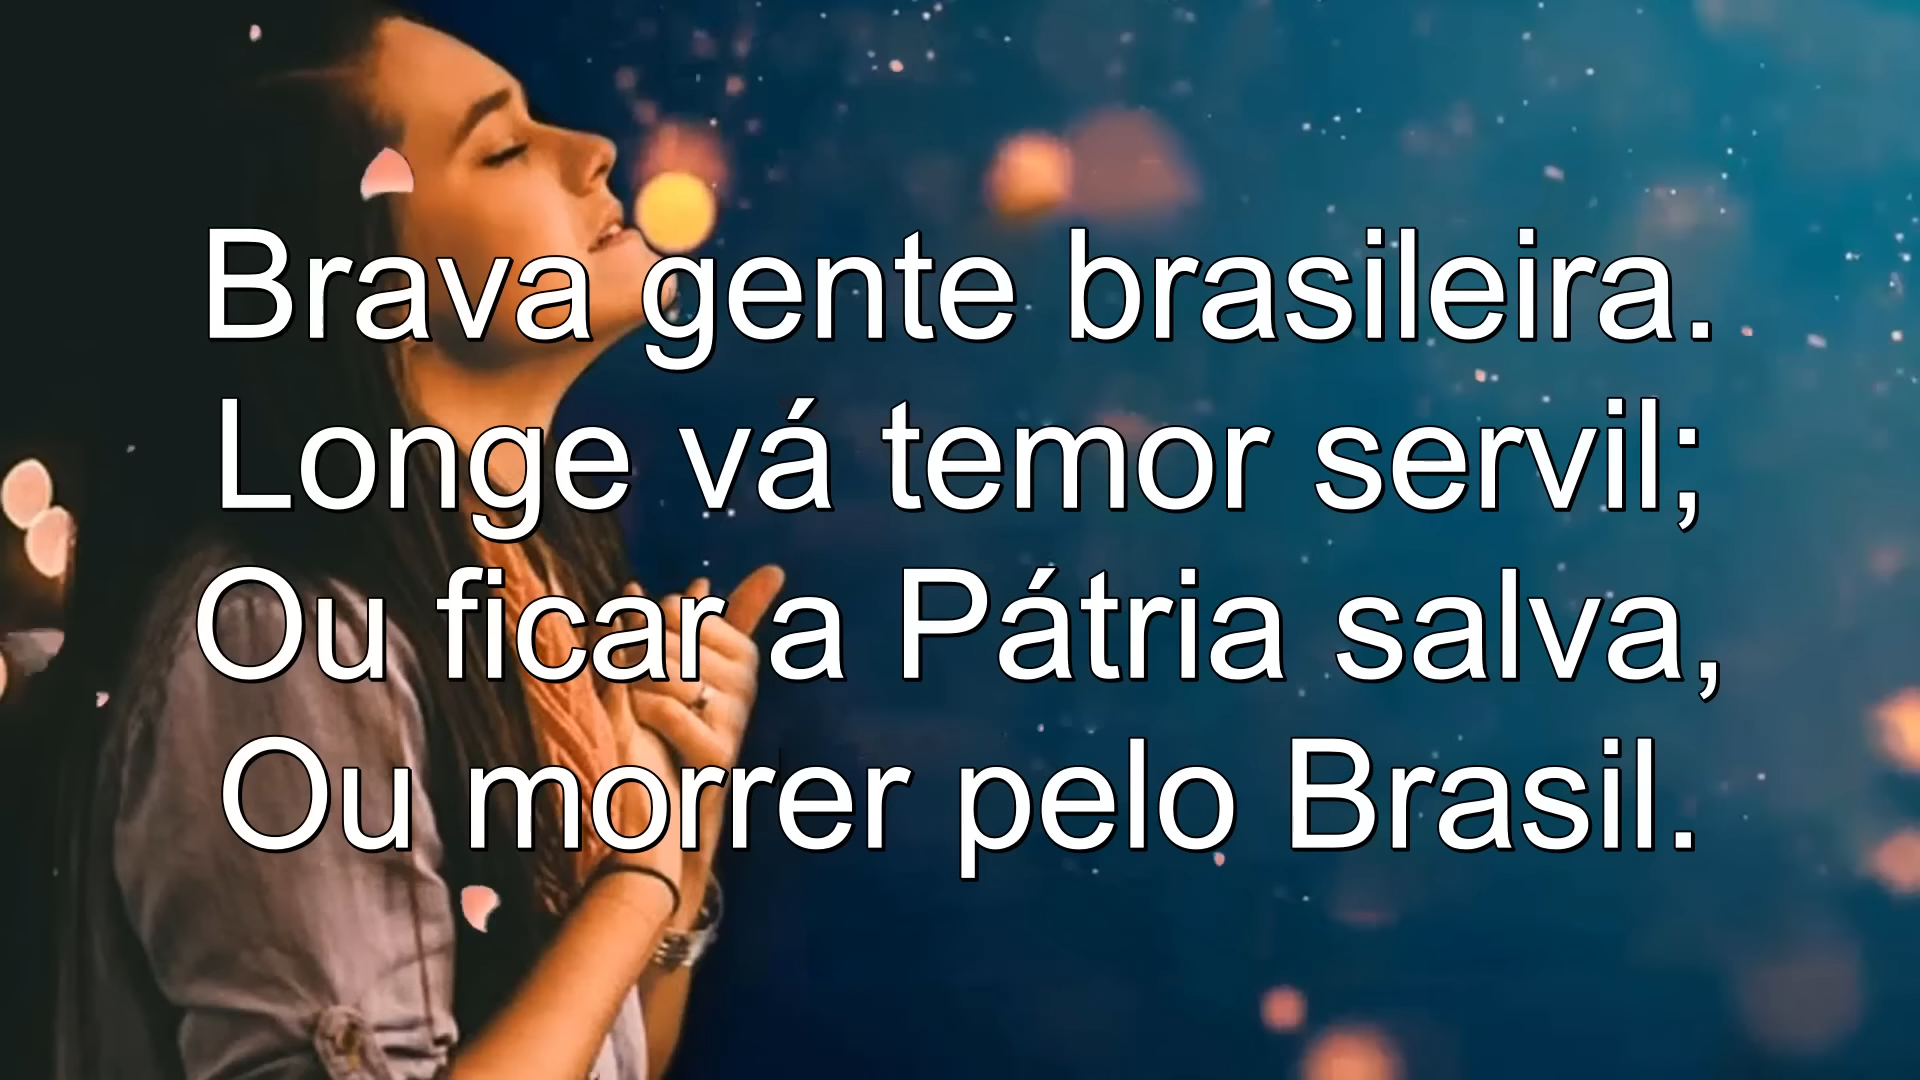 Brava gente brasileira.
Longe vá temor servil;
Ou ficar a Pátria salva,
Ou morrer pelo Brasil.